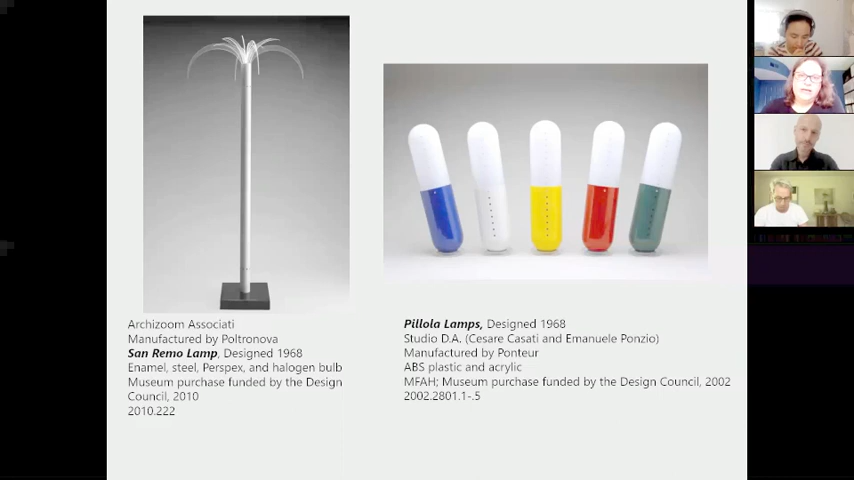 Archizoom Associati
Manufactured by Poltronova
San Remo Lamp, Designed 1968
Enamel, steel, Perspex, and halogen bulb
Museum purchase funded by the Design
Council, 2010
2010.222
Pillola Lamps, Designed 1968
Studio D.A. (Cesare Casati and Emanuele Ponzio)
Manufactured by Ponteur
ABS plastic and acrylic
MFAH; Museum purchase funded by the Design Council, 2002
2002.2801.1-.5